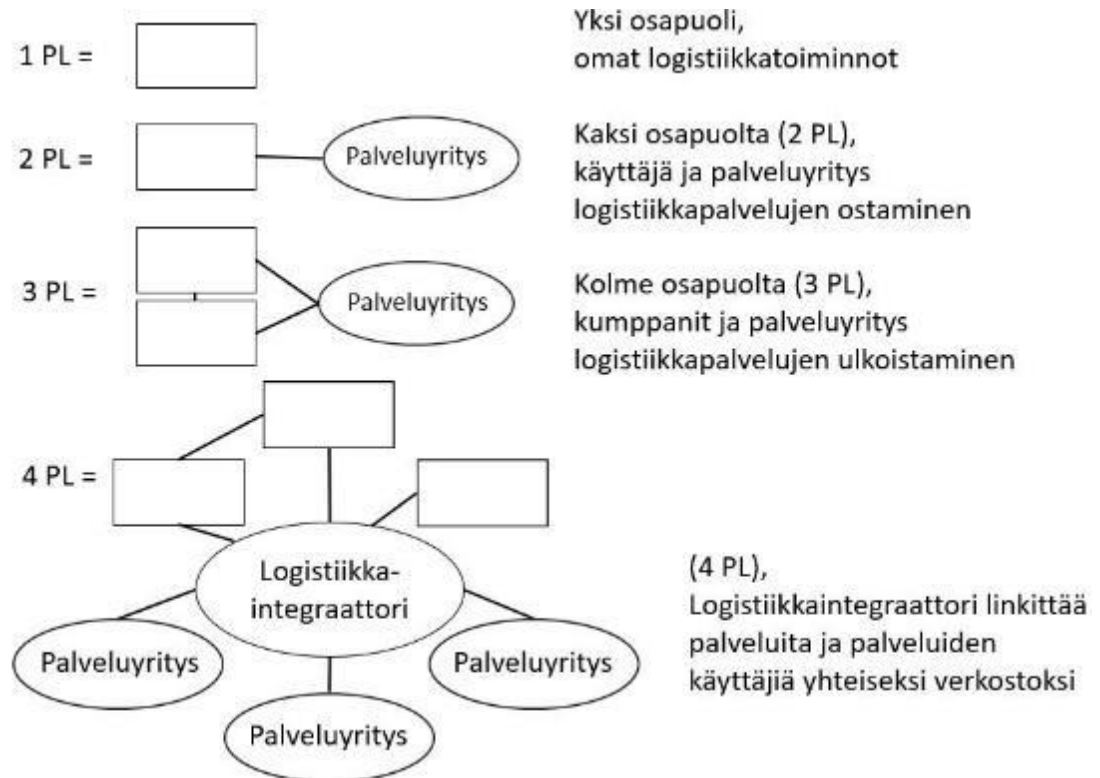 1 PL =
Yksi osapuoli,
omat logistiikkatoiminnot
2 PL =
Palveluyritys
Kaksi osapuolta (2 PL),
käyttäjä ja palveluyritys
logistiikkapalvelujen ostaminen
3 PL =
Palveluyritys
Kolme osapuolta (3 PL),
kumppanit ja palveluyritys
logistiikkapalvelujen ulkoistaminen
4 PL =
Logistiikka-
integraattori
Palveluyritys
Palveluyritys
Palveluyritys
(4 PL),
Logistiikkaintegraattori linkittää
palveluita ja palveluiden
käyttäjiä yhteiseksi verkostoksi